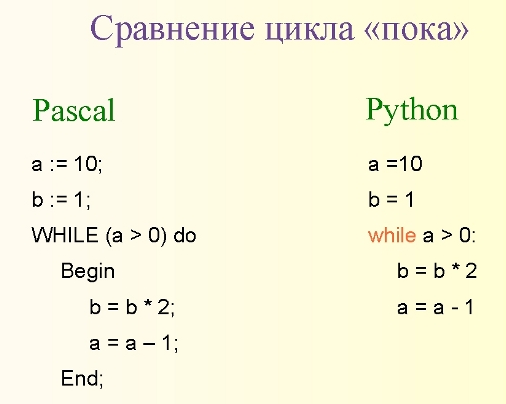 Сравнение цикла «пока»
Pascal
a := 10;
b := 1;
WHILE (a > 0) do
Begin
b = b * 2;
a = a – 1;
End;
Python
a =10
b = 1
while a > 0:
b = b * 2
a = a - 1